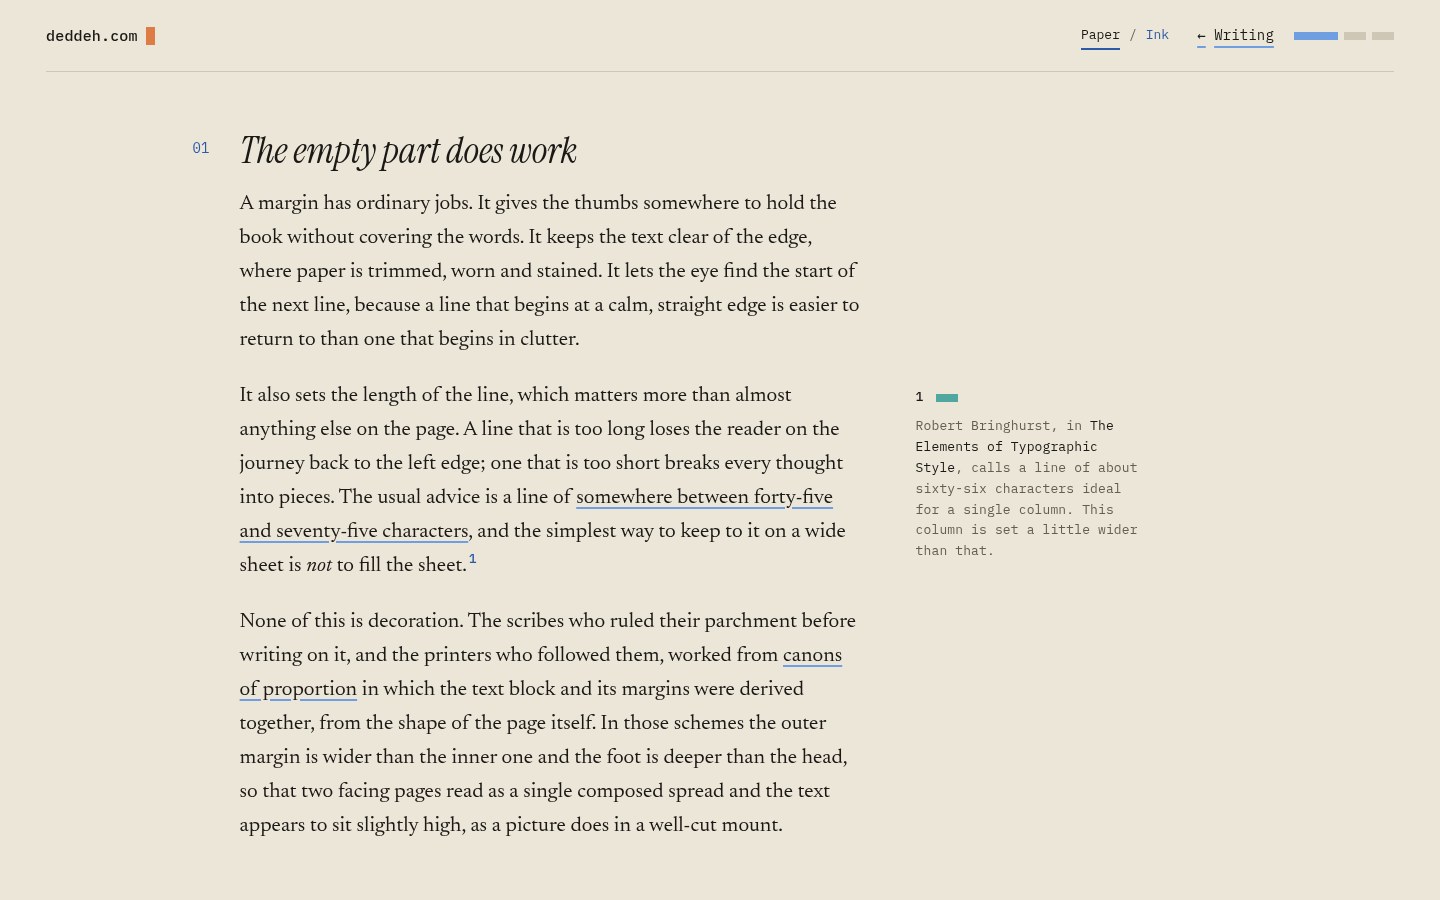 deddeh.com
Paper / Ink
← Writing
01
The empty part does work
A margin has ordinary jobs. It gives the thumbs somewhere to hold the
book without covering the words. It keeps the text clear of the edge,
where paper is trimmed, worn and stained. It lets the eye find the start of
the next line, because a line that begins at a calm, straight edge is easier to
return to than one that begins in clutter.
It also sets the length of the line, which matters more than almost
anything else on the page. A line that is too long loses the reader on the
journey back to the left edge; one that is too short breaks every thought
into pieces. The usual advice is a line of somewhere between forty-five
and seventy-five characters, and the simplest way to keep to it on a wide
sheet is not to fill the sheet.1
1
Robert Bringhurst, in The
Elements of Typographic
Style, calls a line of about
sixty-six characters ideal
for a single column. This
column is set a little wider
than that.
None of this is decoration. The scribes who ruled their parchment before
writing on it, and the printers who followed them, worked from canons
of proportion in which the text block and its margins were derived
together, from the shape of the page itself. In those schemes the outer
margin is wider than the inner one and the foot is deeper than the head,
so that two facing pages read as a single composed spread and the text
appears to sit slightly high, as a picture does in a well-cut mount.